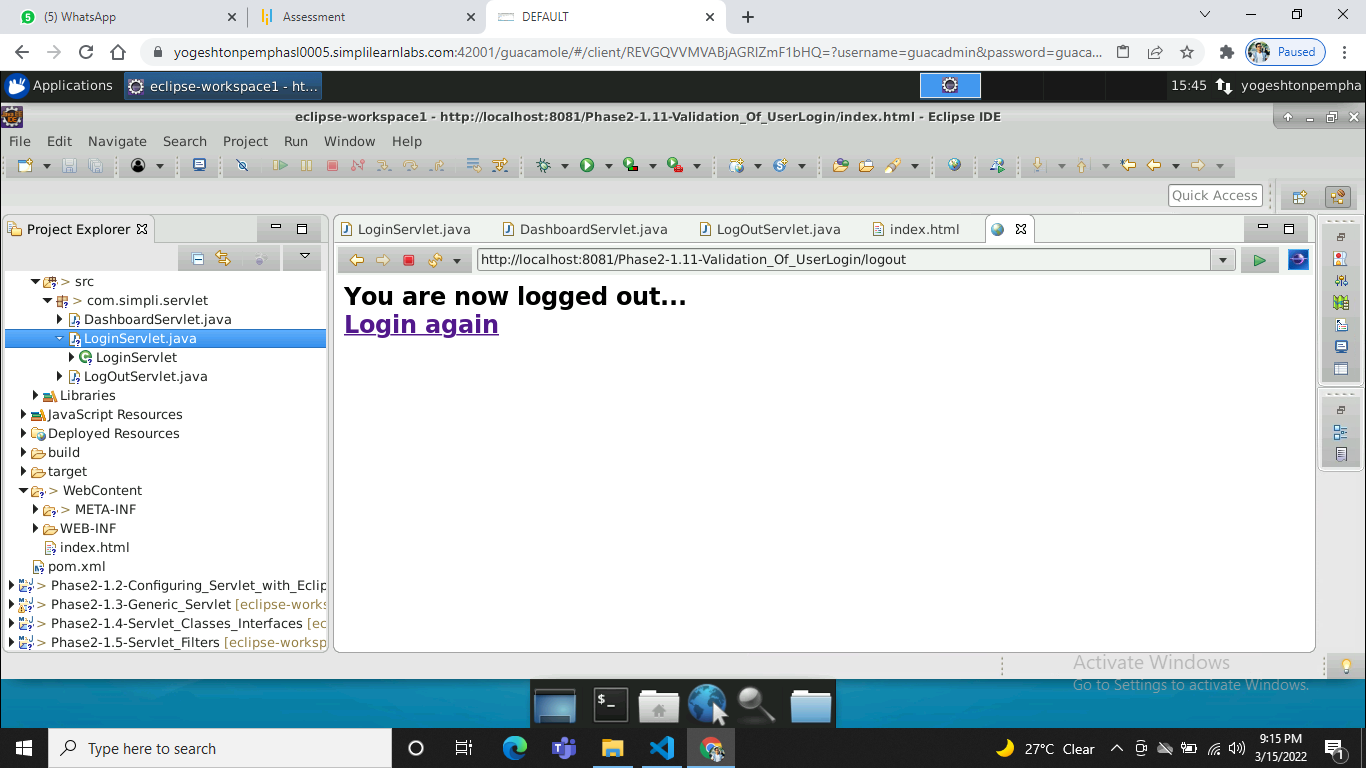 (5) WhatsApp
Assessment
DEFAULT
yogeshtonpemphasl0005.simplilearnlabs.com:42001/guacamole/#/client/REVGQVVMVABjAGRlZmF1bHQ=?username=guacadmin&password=guaca...
Paused
Applications
eclipse-workspace1 - ht...
15:45
yogeshtonpempha
eclipse-workspace1 - http://localhost:8081/Phase2-1.11-Validation_Of_UserLogin/index.html - Eclipse IDE
File Edit Navigate Search Project Run Window Help
Quick Access
Project Explorer
LoginServlet.java
DashboardServlet.java
LogOutServlet.java
index.html
http://localhost:8081/Phase2-1.11-Validation_Of_UserLogin/logout
> src
> com.simpli.servlet
DashboardServlet.java
LoginServlet.java
LoginServlet
LogOutServlet.java
Libraries
JavaScript Resources
Deployed Resources
build
target
> WebContent
> META-INF
WEB-INF
index.html
pom.xml
> Phase2-1.2-Configuring_Servlet_with_Eclip
> Phase2-1.3-Generic_Servlet [eclipse-works
> Phase2-1.4-Servlet_Classes_Interfaces [ec
> Phase2-1.5-Servlet_Filters [eclipse-worksp
You are now logged out...
Login again
Activate Windows
Go to Settings to activate Windows.
$_
Type here to search
27°C Clear
9:15 PM
3/15/2022
1